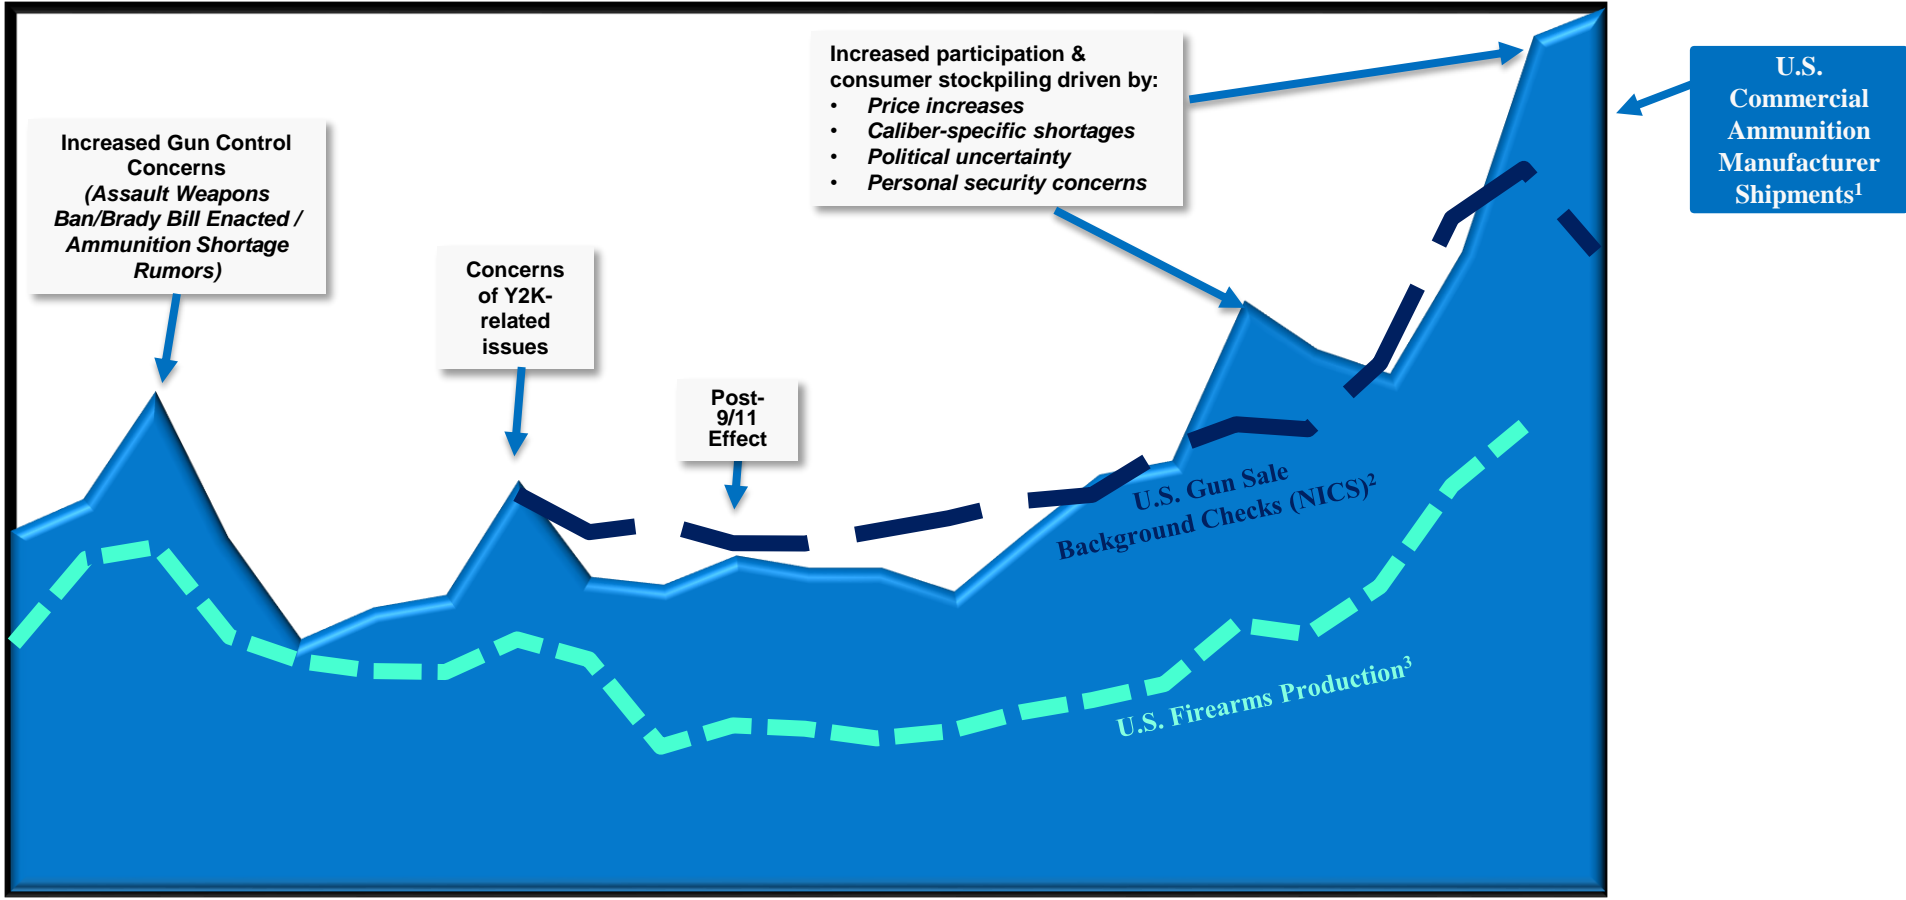 Increased participation &
consumer stockpiling driven by:
• Price increases
• Caliber-specific shortages
• Political uncertainty
• Personal security concerns
U.S.
Commercial
Ammunition
Manufacturer
Shipments¹
Increased Gun Control
Concerns
(Assault Weapons
Ban/Brady Bill Enacted /
Ammunition Shortage
Rumors)
Concerns
of Y2K-
related
issues
Post-
9/11
Effect
U.S. Gun Sale
Background Checks (NICS)²
U.S. Firearms Production³